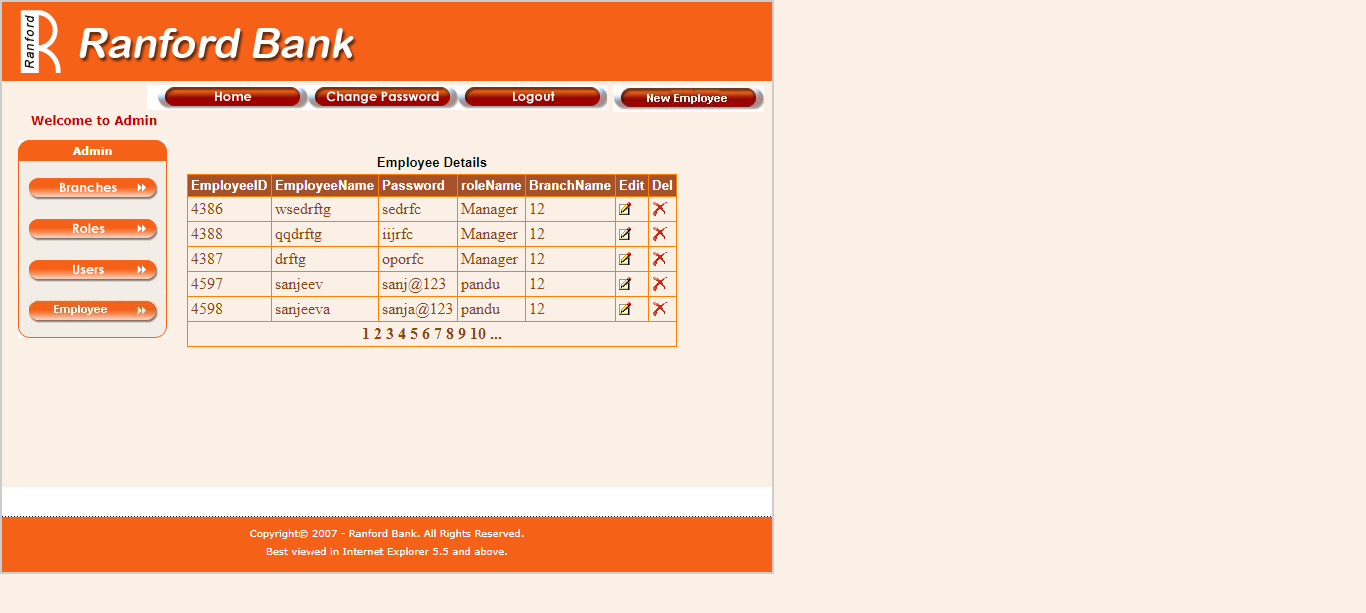 Ranford
Ranford Bank
Home Change Password Logout New Employee
Welcome to Admin
Admin
Branches
Roles
Users
Employee
Employee Details
EmployeeID EmployeeName Password roleName BranchName Edit Del
4386 wsedrftg sedrfc Manager 12
4388 qqdrftg iijrfc Manager 12
4387 drftg oporfc Manager 12
4597 sanjeev sanj@123 pandu 12
4598 sanjeeva sanja@123 pandu 12
1 2 3 4 5 6 7 8 9 10 ...
Copyright© 2007 - Ranford Bank. All Rights Reserved.
Best viewed in Internet Explorer 5.5 and above.